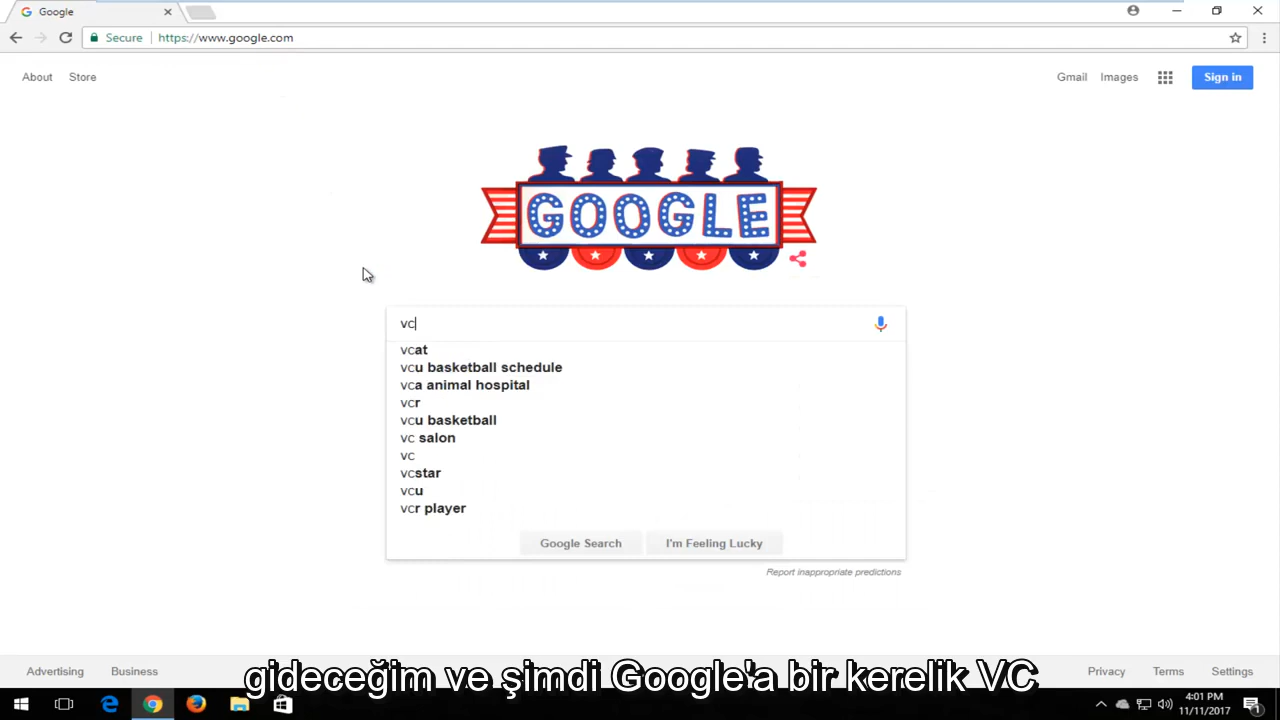 Google
Secure
https://www.google.com
About
Store
Gmail
Images
Sign in
GOOGLE
vc
vcat
vcu basketball schedule
vca animal hospital
vcr
vcu basketball
vc salon
vc
vcstar
vcu
vcr player
Google Search
I'm Feeling Lucky
Report inappropriate predictions
Advertising
Business
Privacy
Terms
Settings
gideceğim ve şimdi Google'a bir kerelik VC
4:01 PM
11/11/2017
1